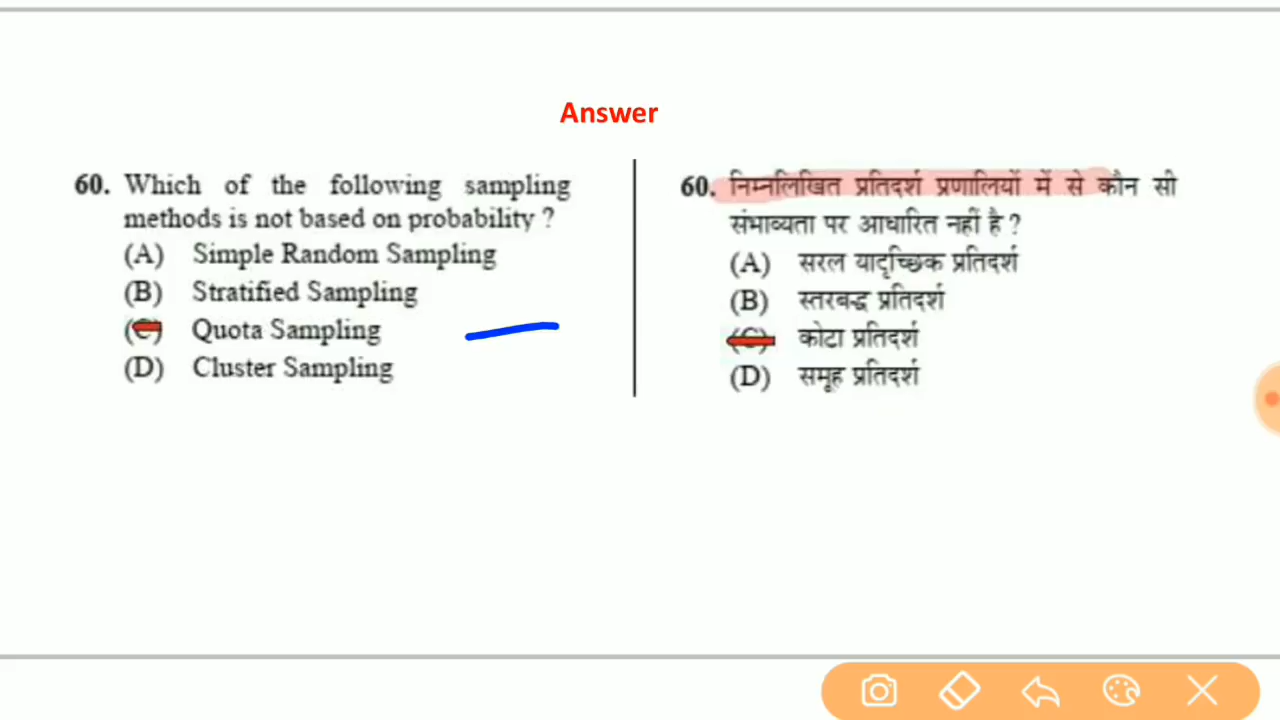 Answer
60. Which of the following sampling
methods is not based on probability ?
(A) Simple Random Sampling
(B) Stratified Sampling
(C) Quota Sampling
(D) Cluster Sampling
60. निम्नलिखित प्रतिदर्श प्रणालियों में से कौन सी
संभाव्यता पर आधारित नहीं है ?
(A) सरल यादृच्छिक प्रतिदर्श
(B) स्तरबद्ध प्रतिदर्श
(C) कोटा प्रतिदर्श
(D) समूह प्रतिदर्श